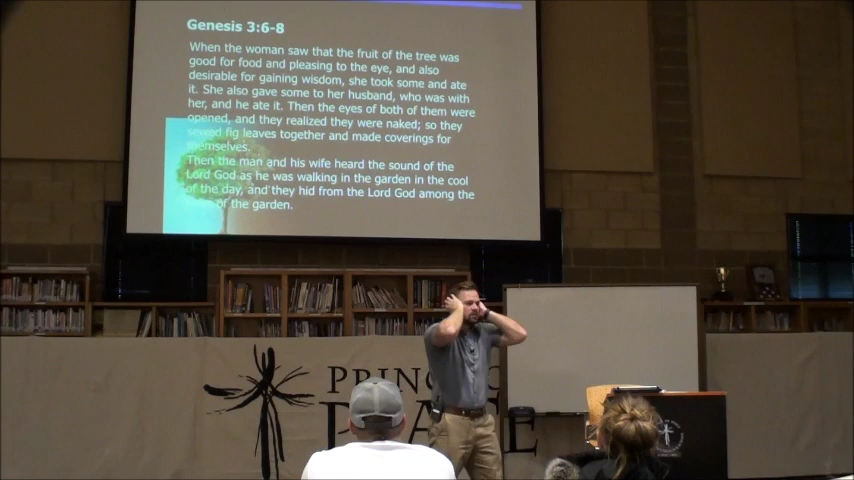 Genesis 3:6-8
When the woman saw that the fruit of the tree was
good for food and pleasing to the eye, and also
desirable for gaining wisdom, she took some and ate
it. She also gave some to her husband, who was with
her, and he ate it. Then the eyes of both of them were
opened, and they realized they were naked; so they
sewed fig leaves together and made coverings for
themselves.
Then the man and his wife heard the sound of the
Lord God as he was walking in the garden in the cool
of the day, and they hid from the Lord God among the
of the garden.